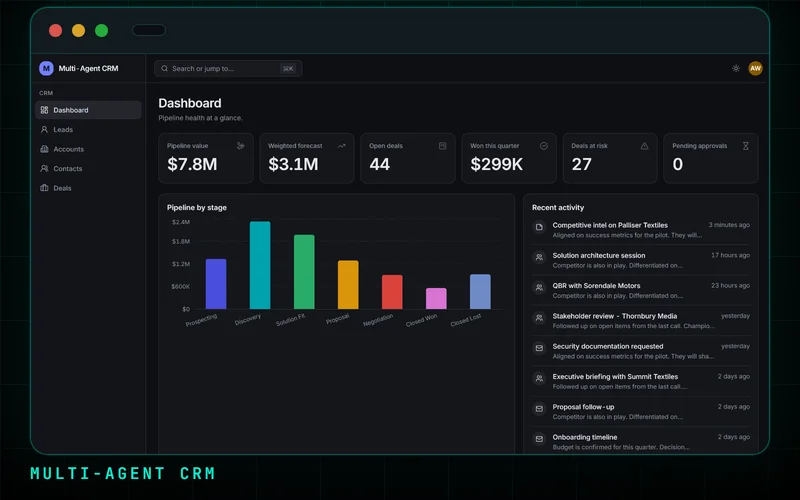 M
Multi-Agent CRM
Search or jump to...
⌘K
AW
CRM
Dashboard
Leads
Accounts
Contacts
Deals
Dashboard
Pipeline health at a glance.
Pipeline value
$7.8M
Weighted forecast
$3.1M
Open deals
44
Won this quarter
$299K
Deals at risk
27
Pending approvals
0
Pipeline by stage
$2.4M
$1.8M
$1.2M
$600K
$0
Prospecting
Discovery
Solution Fit
Proposal
Negotiation
Closed Won
Closed Lost
Recent activity
Competitive intel on Palliser Textiles
3 minutes ago
Aligned on success metrics for the pilot. They will...
Solution architecture session
17 hours ago
Competitor is also in play. Differentiated on...
QBR with Sorendale Motors
23 hours ago
Competitor is also in play. Differentiated on...
Stakeholder review - Thornbury Media
yesterday
Followed up on open items from the last call. Champio...
Security documentation requested
yesterday
Aligned on success metrics for the pilot. They will sha...
Executive briefing with Summit Textiles
2 days ago
Followed up on open items from the last call....
Proposal follow-up
2 days ago
Competitor is also in play. Differentiated on...
Onboarding timeline
2 days ago
Budget is confirmed for this quarter. Decision...
MULTI-AGENT CRM